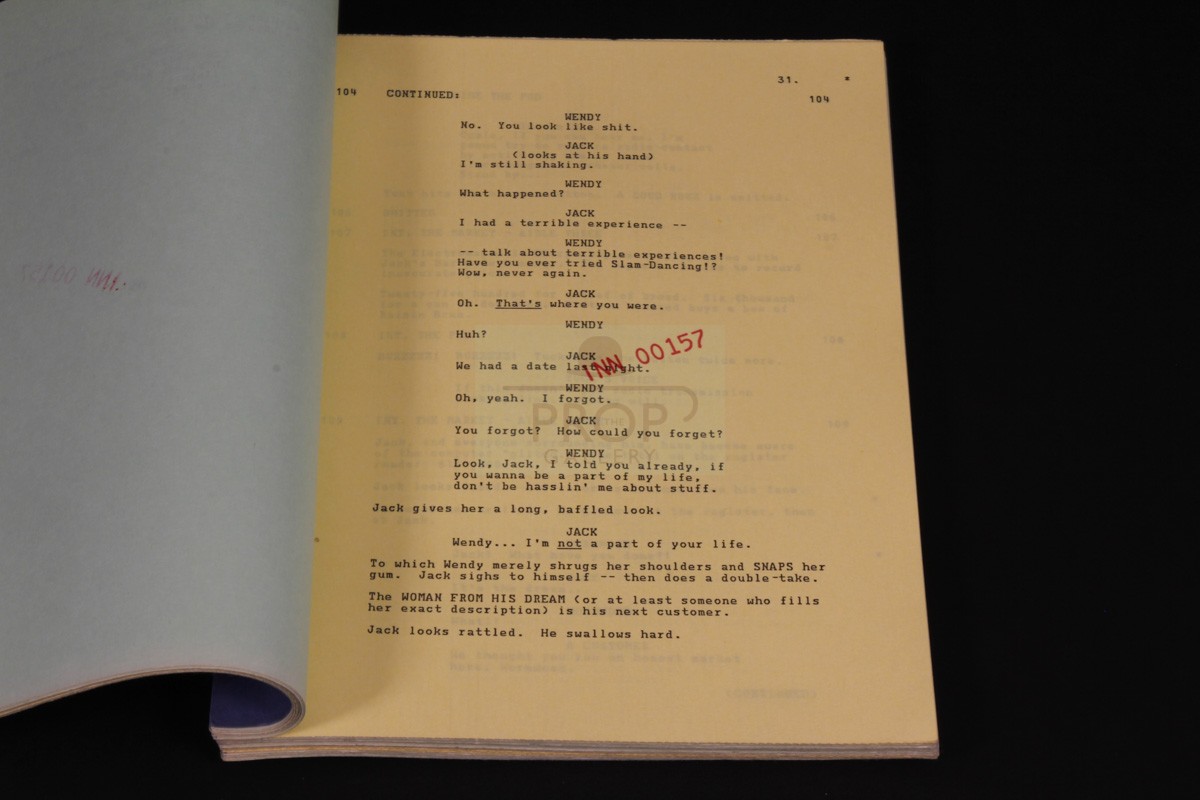 31. *
104 CONTINUED: 104
WENDY
No. You look like shit.
JACK
(looks at his hand)
I'm still shaking.
WENDY
What happened?
JACK
I had a terrible experience --
WENDY
-- talk about terrible experiences!
Have you ever tried Slam-Dancing!?
Wow, never again.
JACK
Oh. That's where you were.
WENDY
Huh?
INN 00157
JACK
We had a date last night.
WENDY
Oh, yeah. I forgot.
JACK
You forgot? How could you forget?
THE
PROP
GALLERY
WENDY
Look, Jack, I told you already, if
you wanna be a part of my life,
don't be hasslin' me about stuff.
Jack gives her a long, baffled look.
JACK
Wendy... I'm not a part of your life.
To which Wendy merely shrugs her shoulders and SNAPS her
gum. Jack sighs to himself -- then does a double-take.
The WOMAN FROM HIS DREAM (or at least someone who fills
her exact description) is his next customer.
Jack looks rattled. He swallows hard.